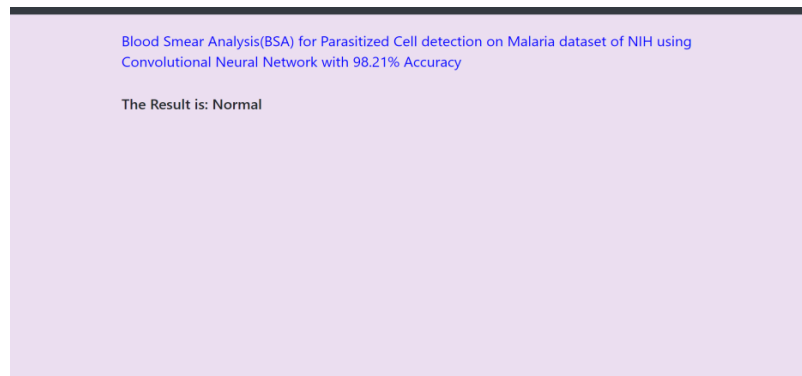 Blood Smear Analysis(BSA) for Parasitized Cell detection on Malaria dataset of NIH using
Convolutional Neural Network with 98.21% Accuracy
The Result is: Normal